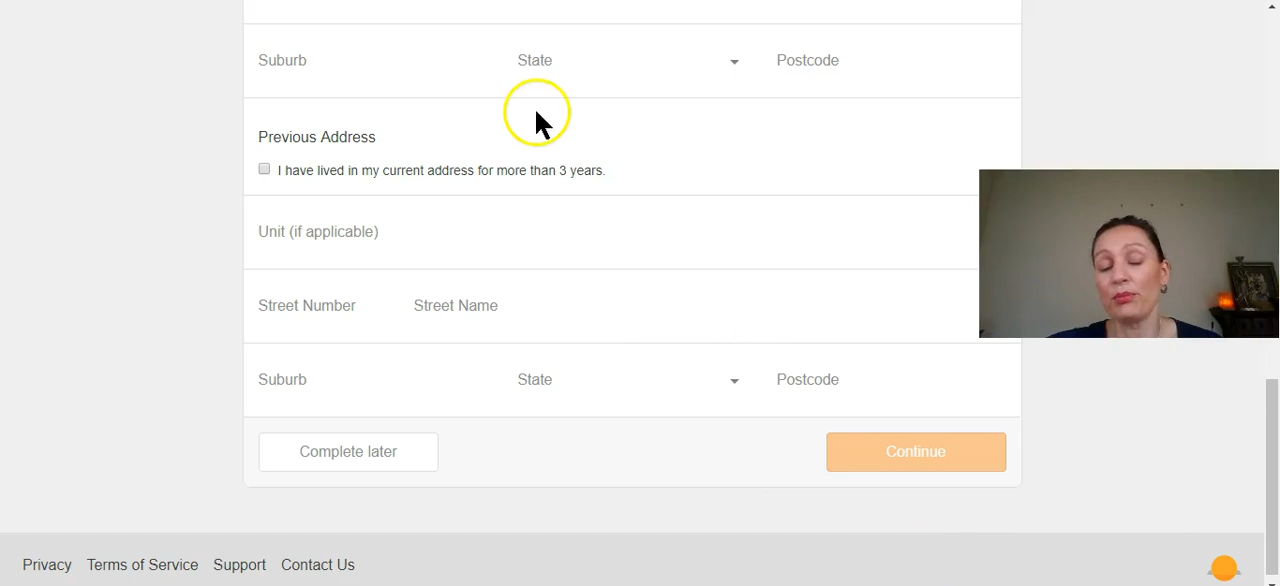 Suburb State Postcode
Previous Address
I have lived in my current address for more than 3 years.
Unit (if applicable)
Street Number Street Name
Suburb State Postcode
Complete later Continue
Privacy Terms of Service Support Contact Us